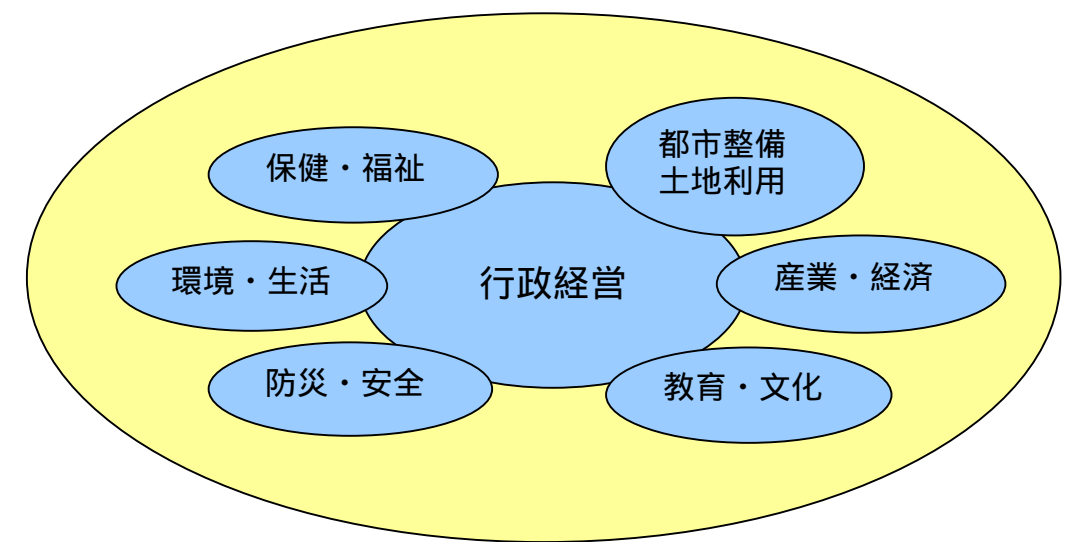 都市整備
土地利用
保健・福祉
行政経営
環境・生活
産業・経済
防災・安全
教育・文化